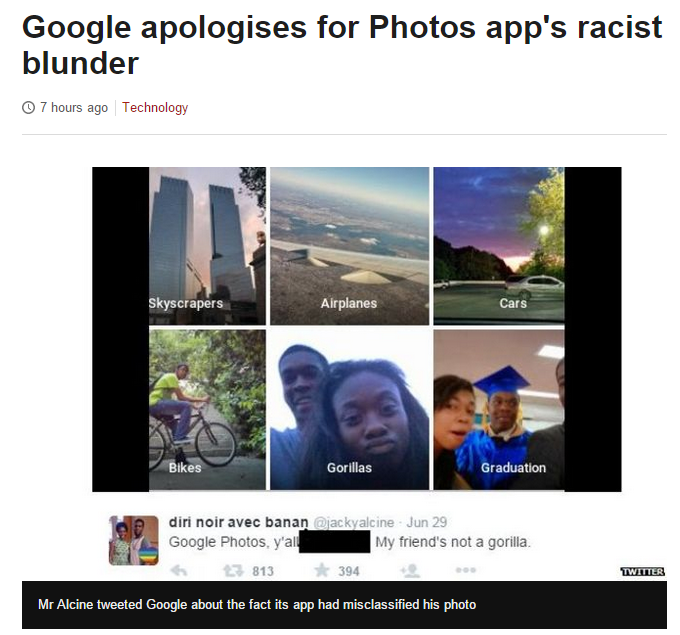 Google apologises for Photos app's racist
blunder
7 hours ago Technology
Skyscrapers Airplanes Cars
Bikes Gorillas Graduation
diri noir avec banan @jackyalcine · Jun 29
Google Photos, y'all My friend's not a gorilla.
813 394
TWITTER
Mr Alcine tweeted Google about the fact its app had misclassified his photo